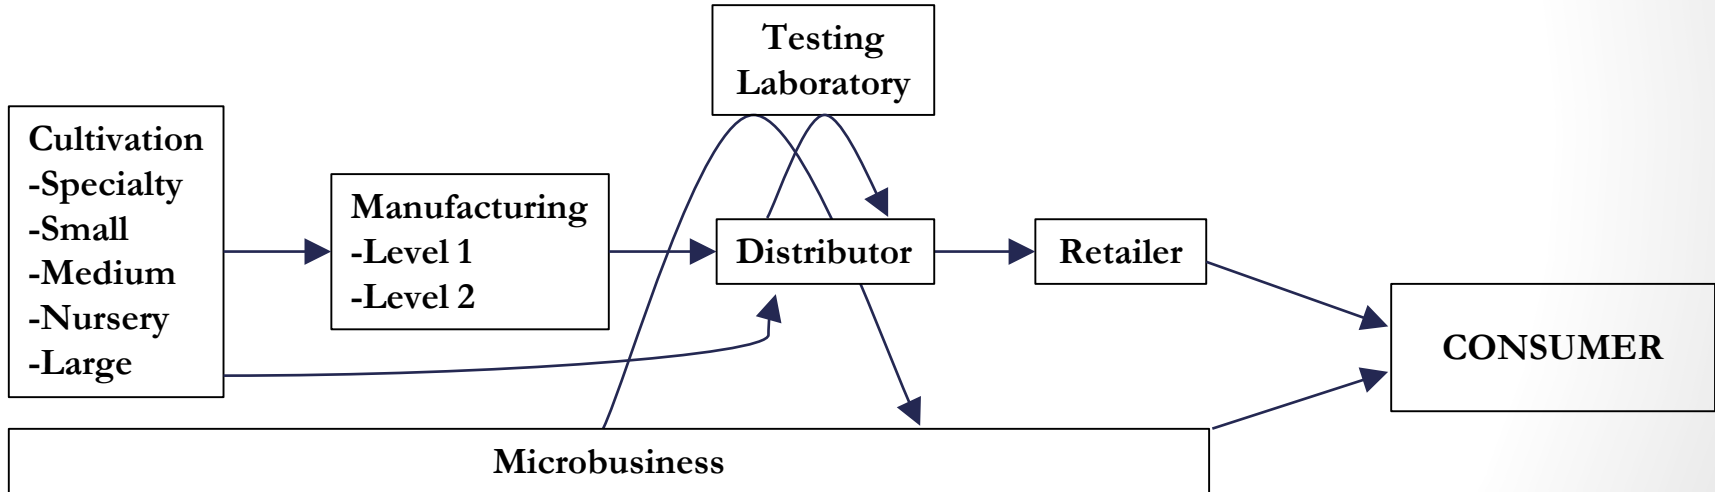 Testing
Laboratory
Cultivation
-Specialty
-Small
-Medium
-Nursery
-Large
Manufacturing
-Level 1
-Level 2
Distributor
Retailer
CONSUMER
Microbusiness